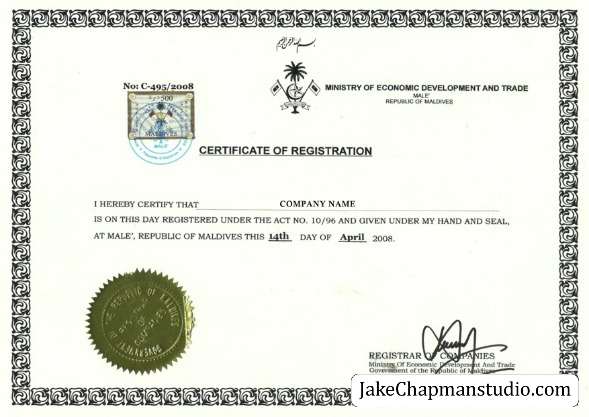 No: C-495/2008
MINISTRY OF ECONOMIC DEVELOPMENT AND TRADE
MALE'
REPUBLIC OF MALDIVES
500
MALDIVES
MALE'
CERTIFICATE OF REGISTRATION
I HEREBY CERTIFY THAT COMPANY NAME
IS ON THIS DAY REGISTERED UNDER THE ACT NO. 10/96 AND GIVEN UNDER MY HAND AND SEAL,
AT MALE', REPUBLIC OF MALDIVES THIS 14th DAY OF April 2008.
REPUBLIC OF MALDIVES
REGISTRAR OF COMPANIES
Ministry Of Economic Development And Trade
Government of the Republic of Maldives
JakeChapmanstudio.com